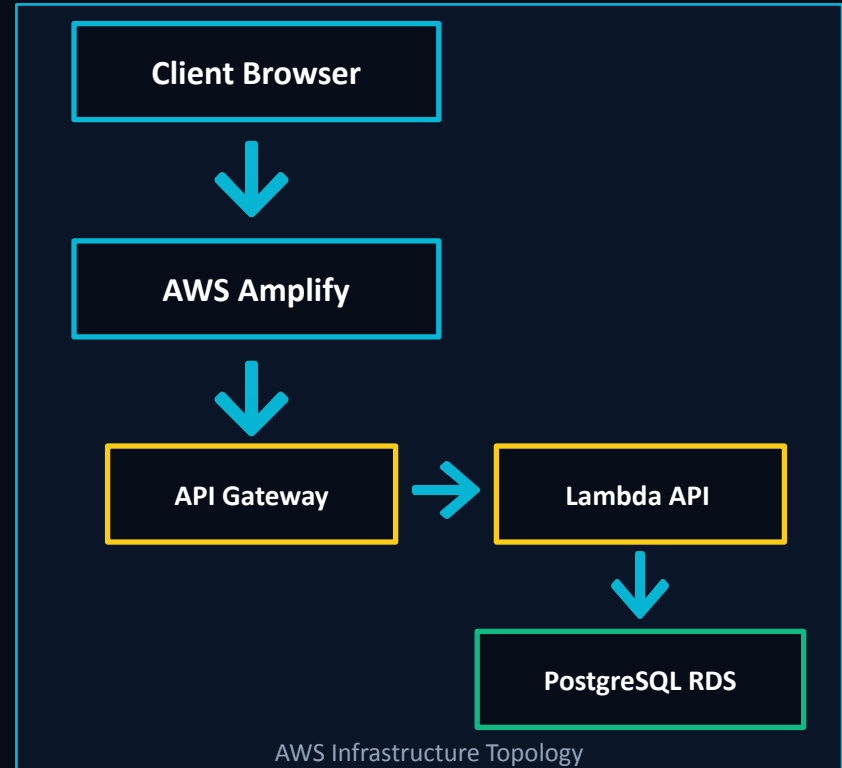 Client Browser
AWS Amplify
API Gateway
Lambda API
PostgreSQL RDS
AWS Infrastructure Topology